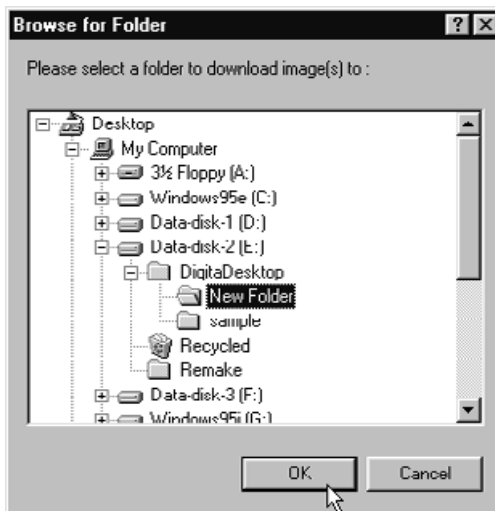 Browse for Folder
Please select a folder to download image(s) to :
Desktop
My Computer
3½ Floppy (A:)
Windows95e (C:)
Data-disk-1 (D:)
Data-disk-2 (E:)
DigitaDesktop
New Folder
sample
Recycled
Remake
Data-disk-3 (F:)
Windows95i (G:)
OK
Cancel